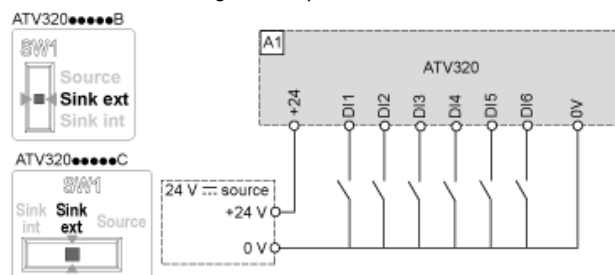 ATV320●●●●●B
SW1
Source
Sink ext
Sink int
ATV320●●●●●C
SW1
Sink int
Sink ext
Source
A1
ATV320
+24
DI1
DI2
DI3
DI4
DI5
DI6
0V
24 V ⎓ source
+24 V
0 V